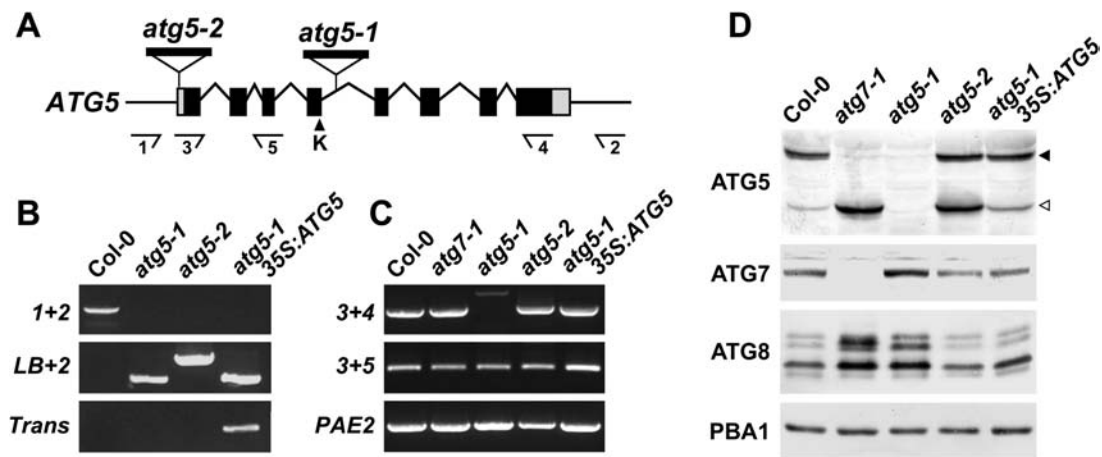 A
atg5-2
atg5-1
ATG5
1
3
5
K
4
2
B
Col-0
atg5-1
atg5-2
atg5-1
35S:ATG5
1+2
LB+2
Trans
C
Col-0
atg7-1
atg5-1
atg5-2
atg5-1
35S:ATG5
3+4
3+5
PAE2
D
Col-0
atg7-1
atg5-1
atg5-2
atg5-1
35S:ATG5
ATG5
ATG7
ATG8
PBA1